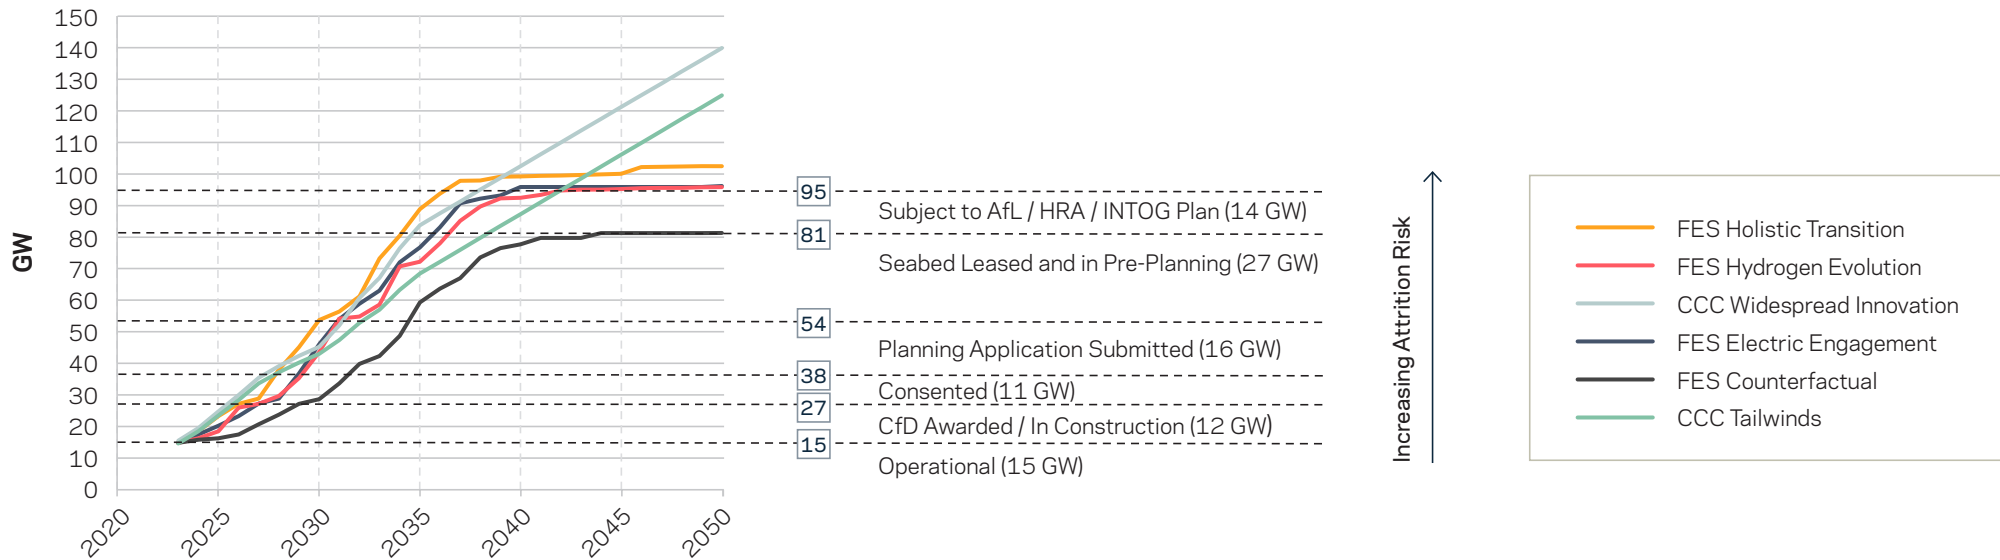 150
140
130
120
110
100
90
80
70
60
50
40
30
20
10
0
GW
2020
2025
2030
2035
2040
2045
2050
95
Subject to AfL / HRA / INTOG Plan (14 GW)
81
Seabed Leased and in Pre-Planning (27 GW)
54
Planning Application Submitted (16 GW)
38
Consented (11 GW)
27
CfD Awarded / In Construction (12 GW)
15
Operational (15 GW)
Increasing Attrition Risk
FES Holistic Transition
FES Hydrogen Evolution
CCC Widespread Innovation
FES Electric Engagement
FES Counterfactual
CCC Tailwinds